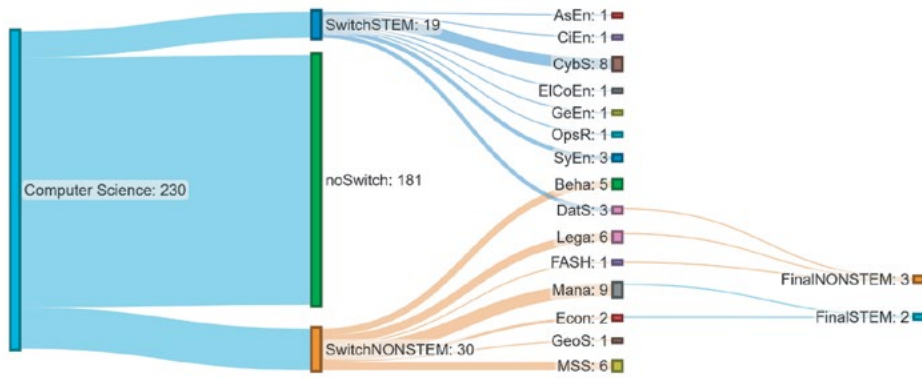 Computer Science: 230
SwitchSTEM: 19
noSwitch: 181
SwitchNONSTEM: 30
AsEn: 1
CiEn: 1
CybS: 8
ElCoEn: 1
GeEn: 1
OpsR: 1
SyEn: 3
Beha: 5
DatS: 3
Lega: 6
FASH: 1
Mana: 9
Econ: 2
GeoS: 1
MSS: 6
FinalNONSTEM: 3
FinalSTEM: 2